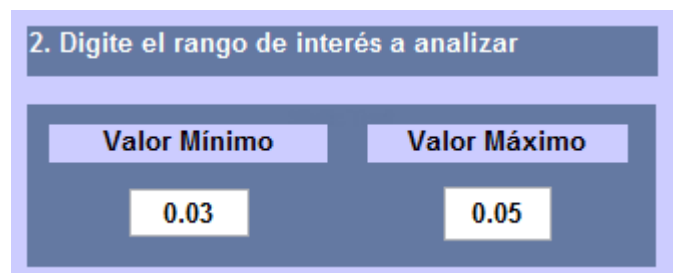 2. Digite el rango de interés a analizar
Valor Mínimo Valor Máximo
0.03 0.05